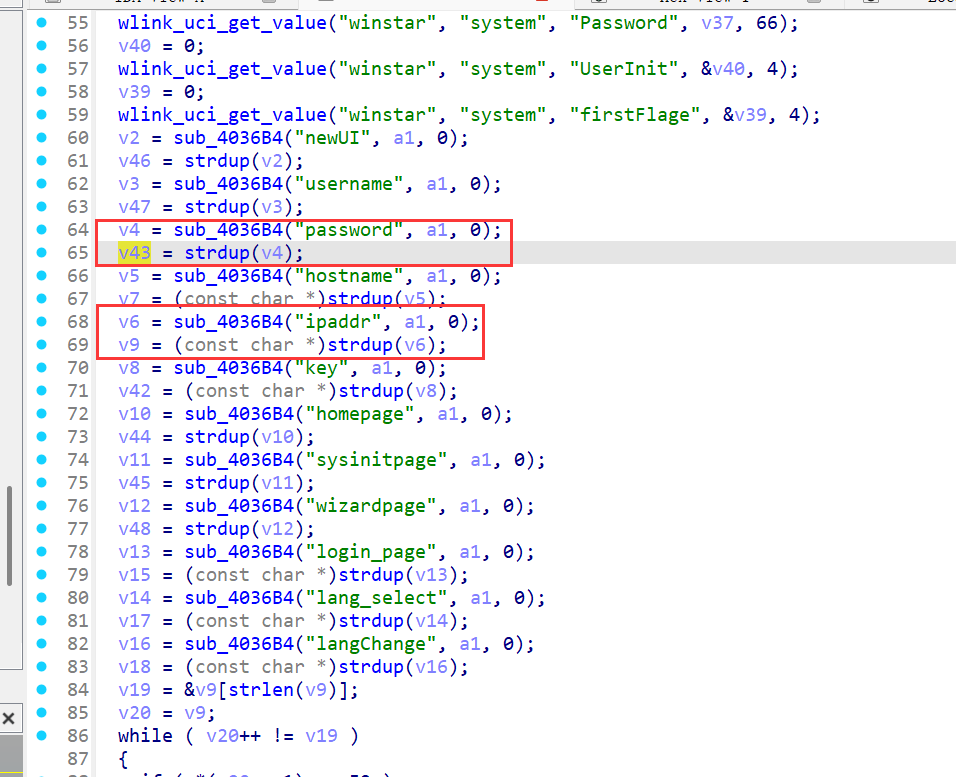 55 wlink_uci_get_value("winstar", "system", "Password", v37, 66);
56 v40 = 0;
57 wlink_uci_get_value("winstar", "system", "UserInit", &v40, 4);
58 v39 = 0;
59 wlink_uci_get_value("winstar", "system", "firstFlage", &v39, 4);
60 v2 = sub_4036B4("newUI", a1, 0);
61 v46 = strdup(v2);
62 v3 = sub_4036B4("username", a1, 0);
63 v47 = strdup(v3);
64 v4 = sub_4036B4("password", a1, 0);
65 v43 = strdup(v4);
66 v5 = sub_4036B4("hostname", a1, 0);
67 v7 = (const char *)strdup(v5);
68 v6 = sub_4036B4("ipaddr", a1, 0);
69 v9 = (const char *)strdup(v6);
70 v8 = sub_4036B4("key", a1, 0);
71 v42 = (const char *)strdup(v8);
72 v10 = sub_4036B4("homepage", a1, 0);
73 v44 = strdup(v10);
74 v11 = sub_4036B4("sysinitpage", a1, 0);
75 v45 = strdup(v11);
76 v12 = sub_4036B4("wizardpage", a1, 0);
77 v48 = strdup(v12);
78 v13 = sub_4036B4("login_page", a1, 0);
79 v15 = (const char *)strdup(v13);
80 v14 = sub_4036B4("lang_select", a1, 0);
81 v17 = (const char *)strdup(v14);
82 v16 = sub_4036B4("langChange", a1, 0);
83 v18 = (const char *)strdup(v16);
84 v19 = &v9[strlen(v9)];
85 v20 = v9;
86 while ( v20++ != v19 )
87 {